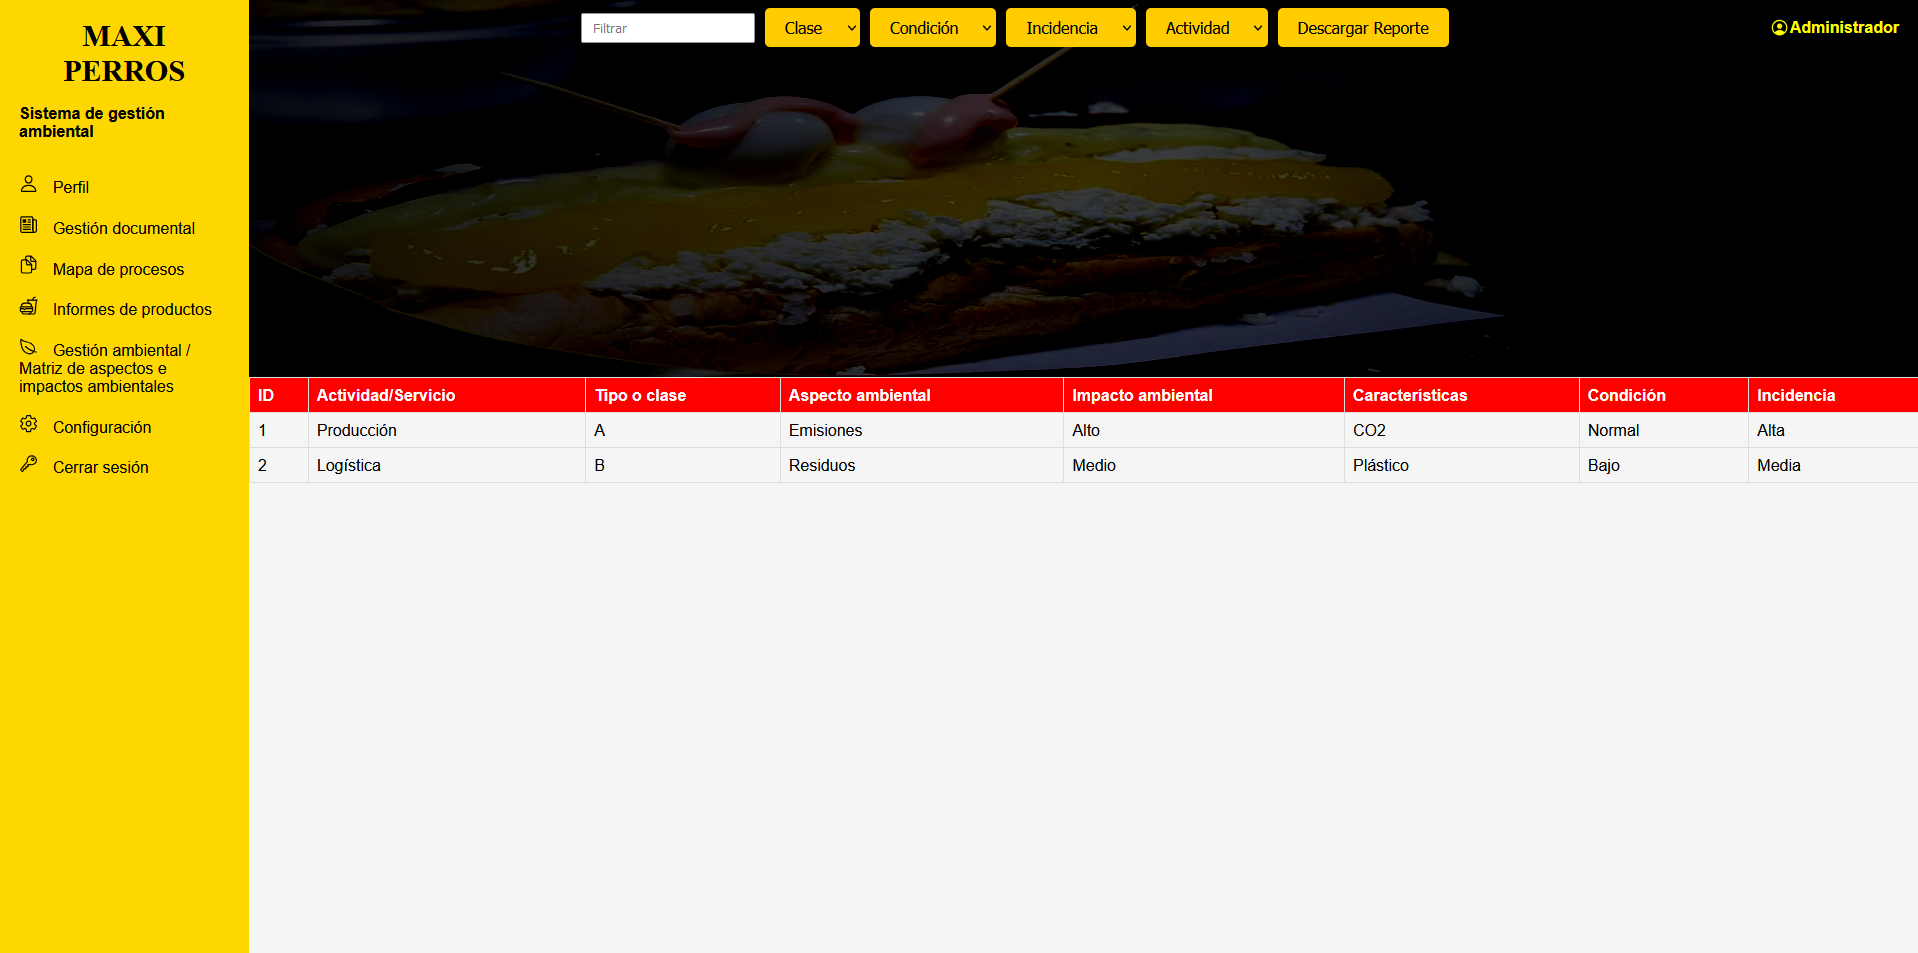 MAXI
PERROS
Sistema de gestión
ambiental
Perfil
Gestión documental
Mapa de procesos
Informes de productos
Gestión ambiental /
Matriz de aspectos e
impactos ambientales
Configuración
Cerrar sesión
Filtrar Clase Condición Incidencia Actividad Descargar Reporte Administrador
ID Actividad/Servicio Tipo o clase Aspecto ambiental Impacto ambiental Características Condición Incidencia
1 Producción A Emisiones Alto CO2 Normal Alta
2 Logística B Residuos Medio Plástico Bajo Media